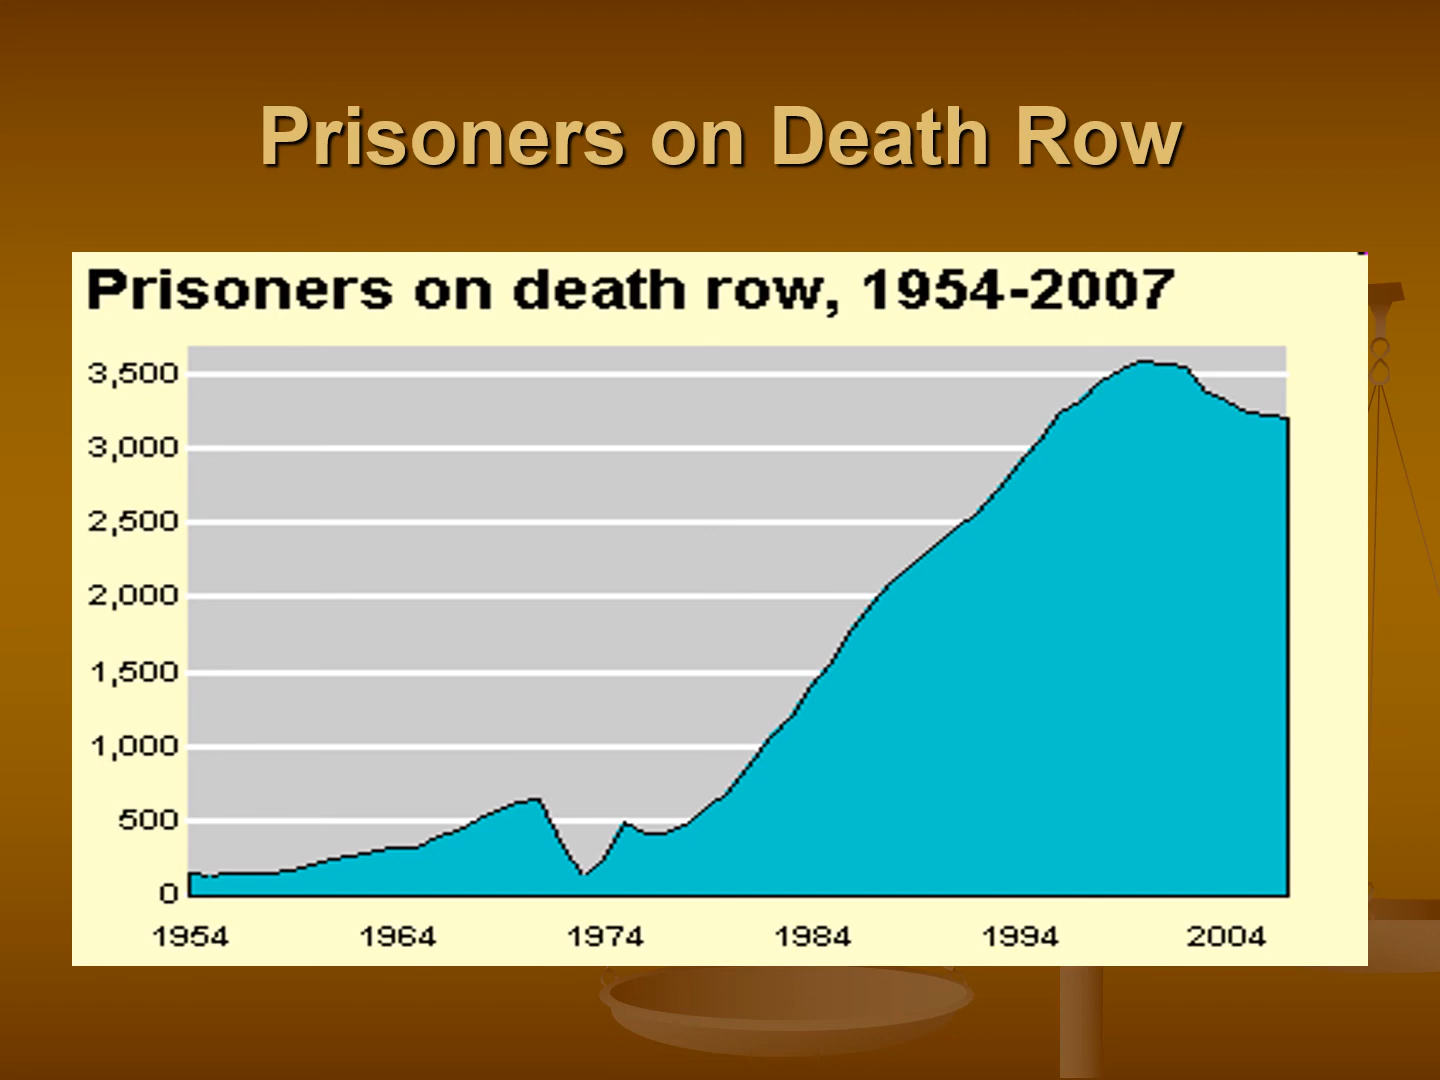 Prisoners on Death Row
Prisoners on death row, 1954-2007
3,500
3,000
2,500
2,000
1,500
1,000
500
0
1954 1964 1974 1984 1994 2004